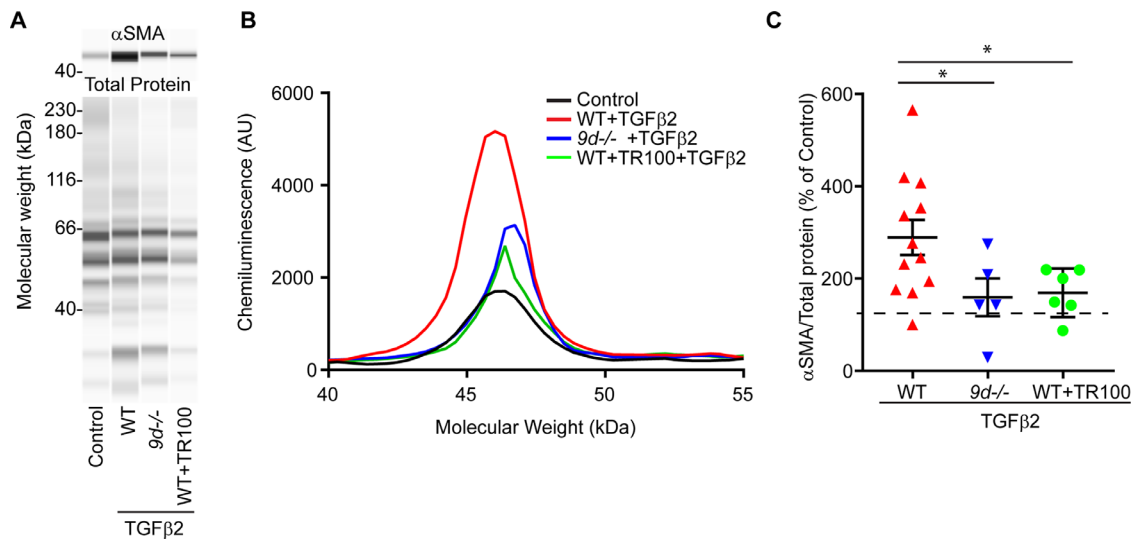 A
αSMA
40-
Total Protein
230-
180-
116-
66-
40-
Molecular weight (kDa)
Control
WT
9d-/-
WT+TR100
TGFβ2
B
6000
4000
2000
0
Chemiluminescence (AU)
Control
WT+TGFβ2
9d-/- +TGFβ2
WT+TR100+TGFβ2
40
45
50
55
Molecular Weight (kDa)
C
*
*
600
400
200
0
αSMA/Total protein (% of Control)
WT
9d-/-
WT+TR100
TGFβ2